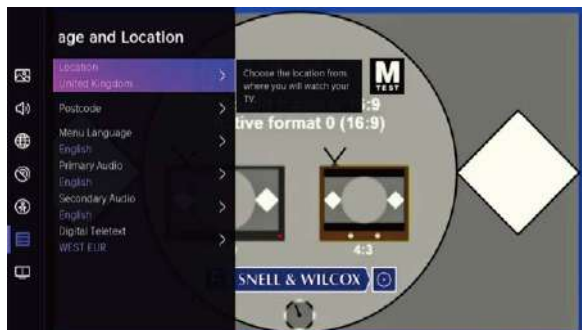 age and Location
Location
United Kingdom
Choose the location from
where you will watch your
TV.
Postcode
Menu Language
English
Primary Audio
English
Secondary Audio
English
Digital Teletext
WEST EUR
M
TEST
:9
tive format 0 (16:9)
4:3
SNELL & WILCOX